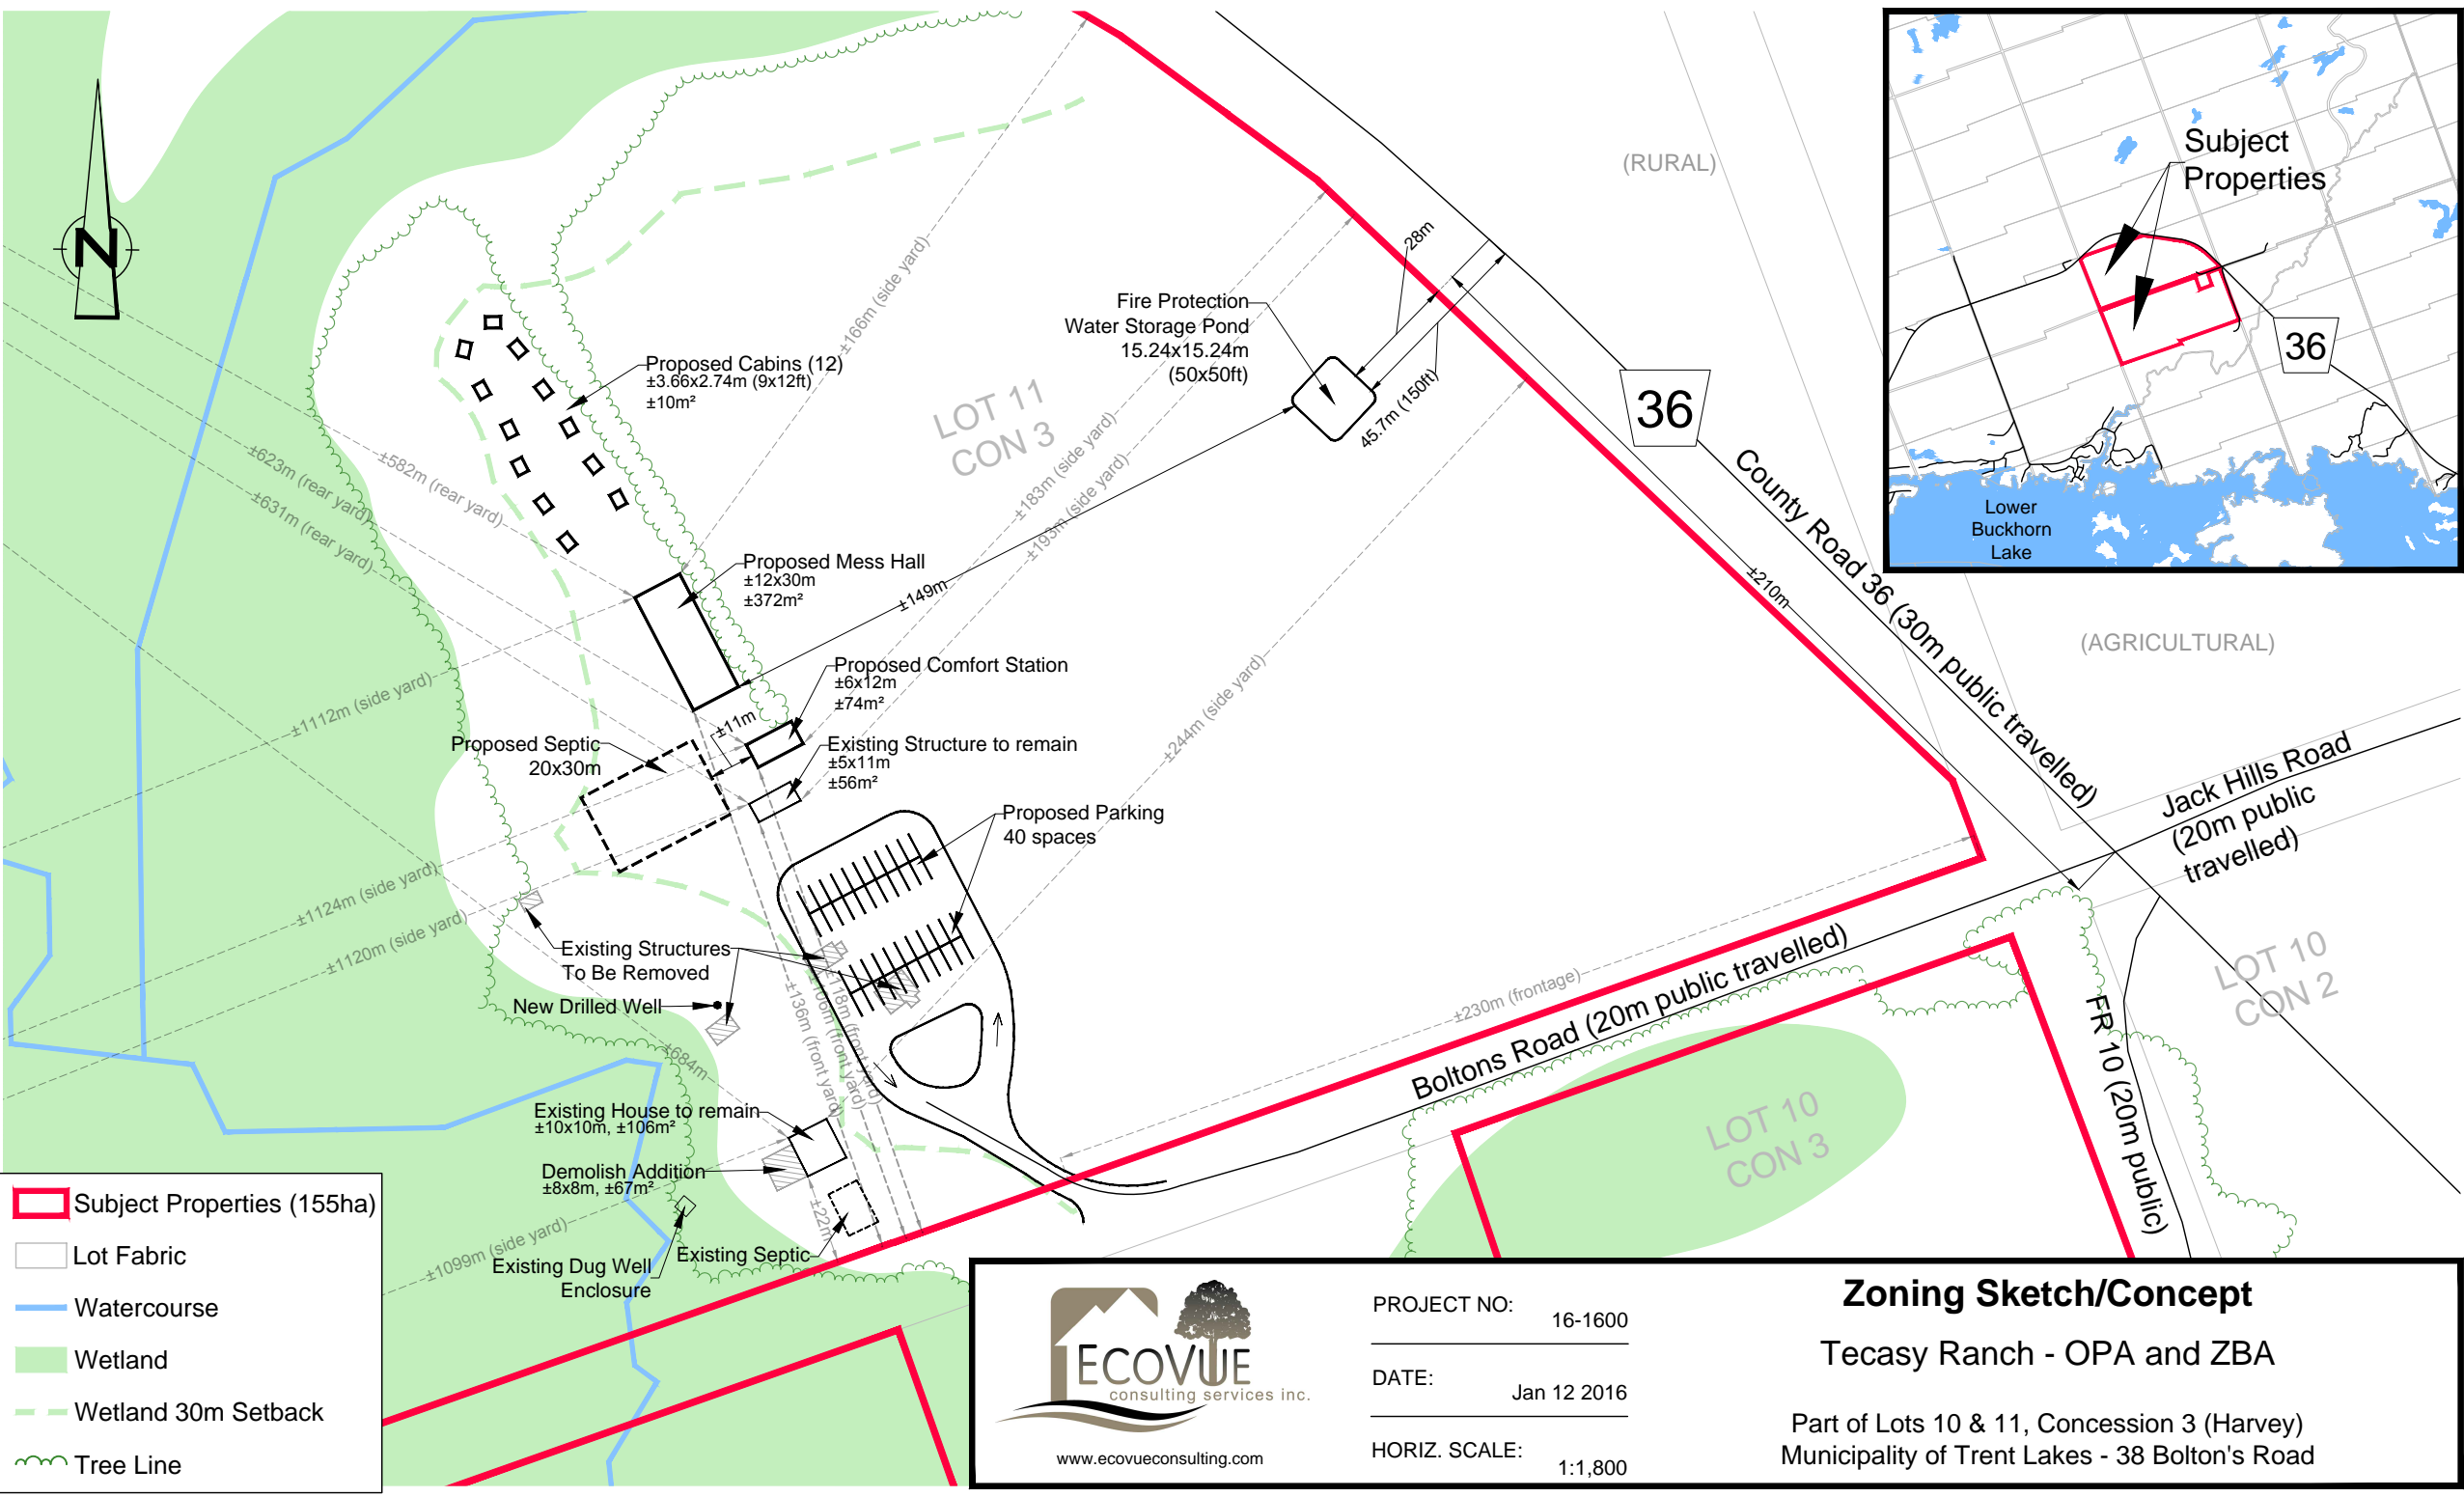 N
±166m (side yard)
(RURAL)
28m
Fire Protection
Water Storage Pond
15.24x15.24m
(50x50ft)
45.7m (150ft)
Proposed Cabins (12)
±3.66x2.74m (9x12ft)
±10m²
LOT 11
CON 3
36
±623m (rear yard)
±582m (rear yard)
±631m (rear yard)
±183m (side yard)
±193m (side yard)
County Road 36 (30m public travelled)
Proposed Mess Hall
±12x30m
±372m²
±149m
±210m
(AGRICULTURAL)
Proposed Comfort Station
±6x12m
±74m²
±11m
±1112m (side yard)
±244m (side yard)
Proposed Septic
20x30m
Existing Structure to remain
±5x11m
±56m²
Jack Hills Road
(20m public
travelled)
Proposed Parking
40 spaces
±1124m (side yard)
±1120m (side yard)
Existing Structures
To Be Removed
New Drilled Well
±136m (front yard)
±106m (front yard)
±118m (front yard)
±684m
±230m (frontage)
Boltons Road (20m public travelled)
LOT 10
CON 2
FR 10 (20m public)
LOT 10
CON 3
Existing House to remain
±10x10m, ±106m²
Demolish Addition
±8x8m, ±67m²
±22m
±1099m (side yard)
Existing Septic
Existing Dug Well
Enclosure
Subject
Properties
36
Lower
Buckhorn
Lake
Subject Properties (155ha)
Lot Fabric
Watercourse
Wetland
Wetland 30m Setback
Tree Line
ECOVUE
consulting services inc.
www.ecovueconsulting.com
PROJECT NO: 16-1600
DATE: Jan 12 2016
HORIZ. SCALE: 1:1,800
Zoning Sketch/Concept
Tecasy Ranch - OPA and ZBA
Part of Lots 10 & 11, Concession 3 (Harvey)
Municipality of Trent Lakes - 38 Bolton's Road